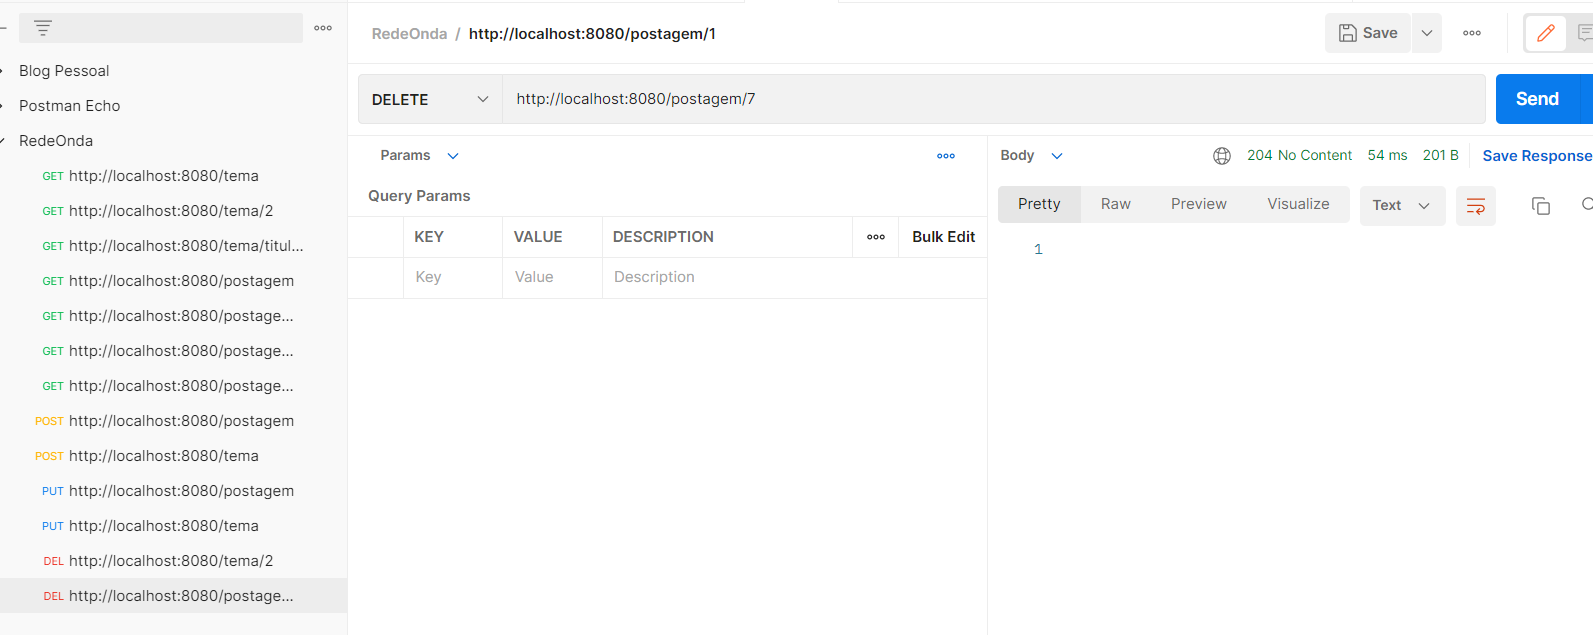 RedeOnda / http://localhost:8080/postagem/1
Save
Blog Pessoal
Postman Echo
RedeOnda
GET http://localhost:8080/tema
GET http://localhost:8080/tema/2
GET http://localhost:8080/tema/titul...
GET http://localhost:8080/postagem
GET http://localhost:8080/postage...
GET http://localhost:8080/postage...
GET http://localhost:8080/postage...
POST http://localhost:8080/postagem
POST http://localhost:8080/tema
PUT http://localhost:8080/postagem
PUT http://localhost:8080/tema
DEL http://localhost:8080/tema/2
DEL http://localhost:8080/postage...
DELETE http://localhost:8080/postagem/7
Send
Params
Query Params
KEY VALUE DESCRIPTION Bulk Edit
Key Value Description
Body 204 No Content 54 ms 201 B Save Response
Pretty Raw Preview Visualize Text
1